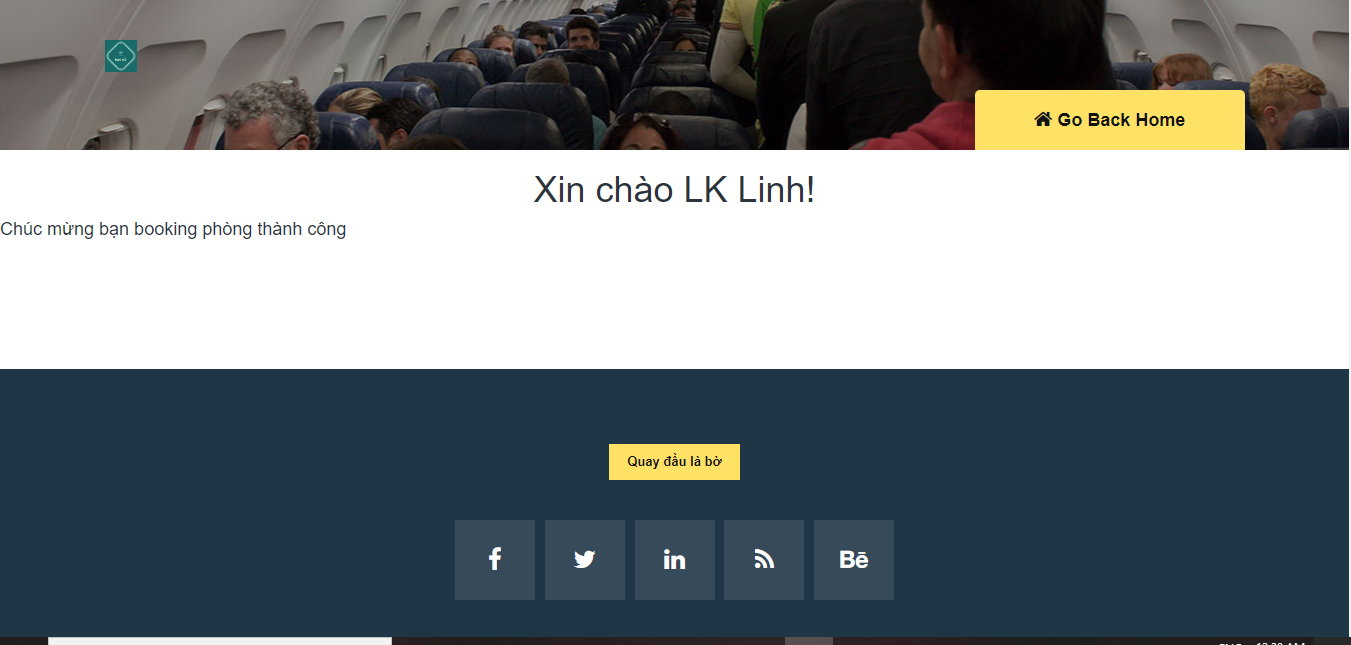 Go Back Home
Xin chào LK Linh!
Chúc mừng bạn booking phòng thành công
Quay đầu là bờ
f
in
Bē